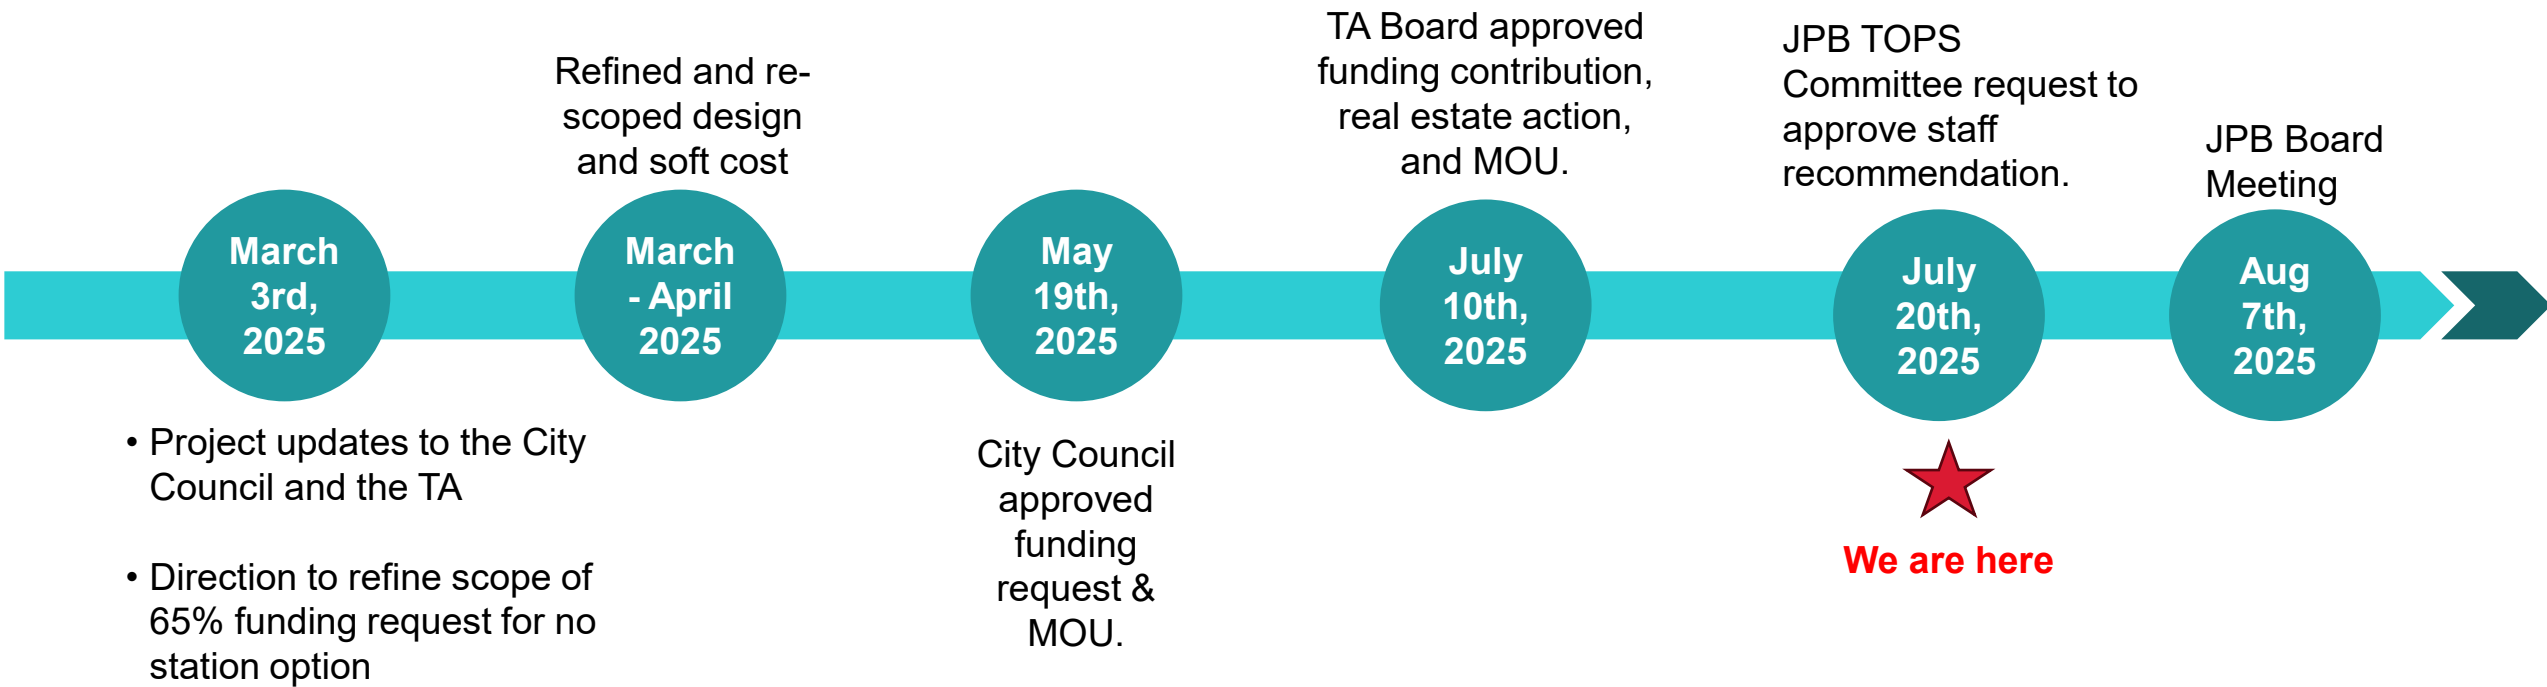 March
3rd,
2025
• Project updates to the City
Council and the TA
• Direction to refine scope of
65% funding request for no
station option
Refined and re-
scoped design
and soft cost
March
- April
2025
May
19th,
2025
City Council
approved
funding
request &
MOU.
TA Board approved
funding contribution,
real estate action,
and MOU.
July
10th,
2025
JPB TOPS
Committee request to
approve staff
recommendation.
July
20th,
2025
We are here
JPB Board
Meeting
Aug
7th,
2025